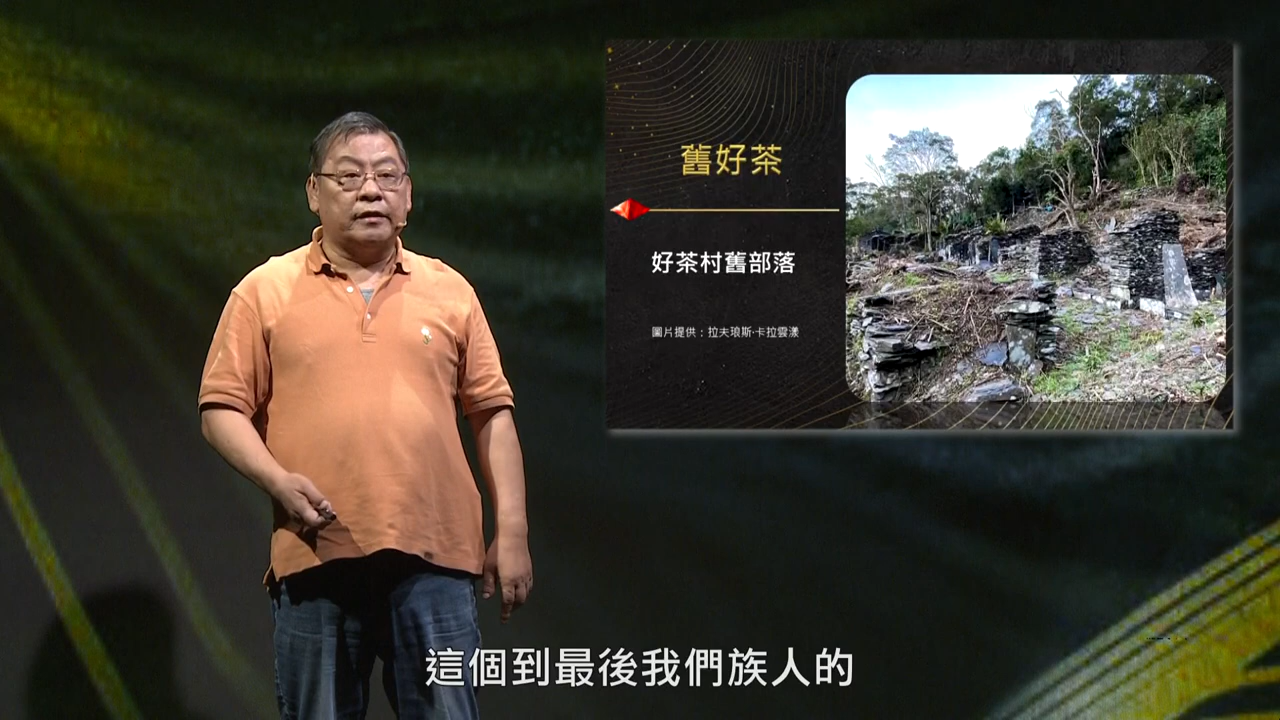 舊好茶
好茶村舊部落
圖片提供：拉夫琅斯·卡拉雲漾
這個到最後我們族人的